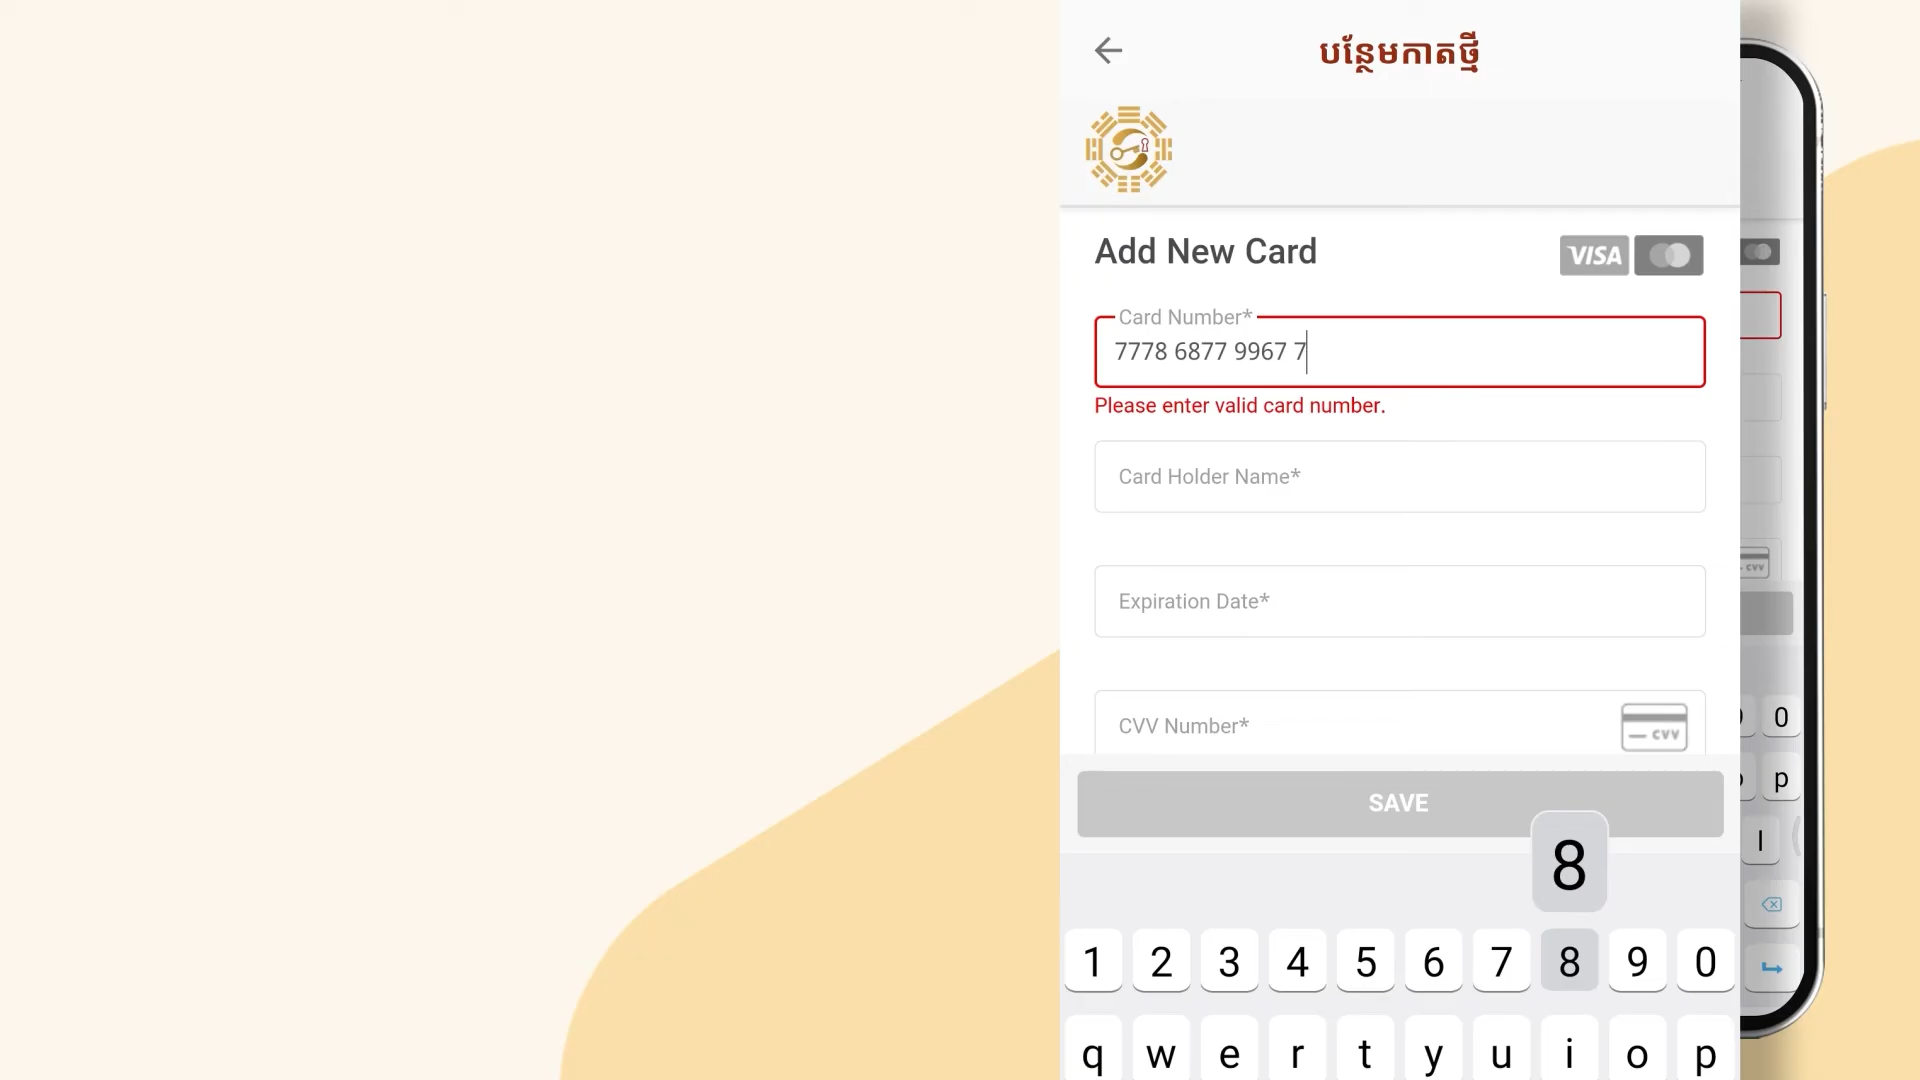 បន្ថែមកាតថ្មី
Add New Card
VISA
Card Number*
7778 6877 9967 7
Please enter valid card number.
Card Holder Name*
Expiration Date*
CVV Number*
CVV
SAVE
8
1 2 3 4 5 6 7 8 9 0
q w e r t y u i o p
CVV
0
p
l